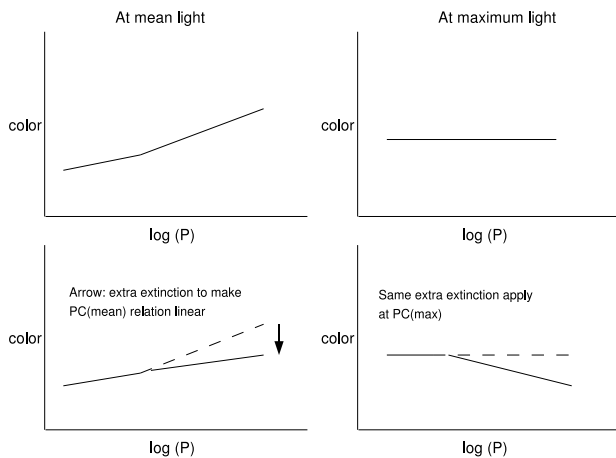 At mean light
color
log (P)
At maximum light
color
log (P)
Arrow: extra extinction to make
PC(mean) relation linear
color
log (P)
Same extra extinction apply
at PC(max)
color
log (P)